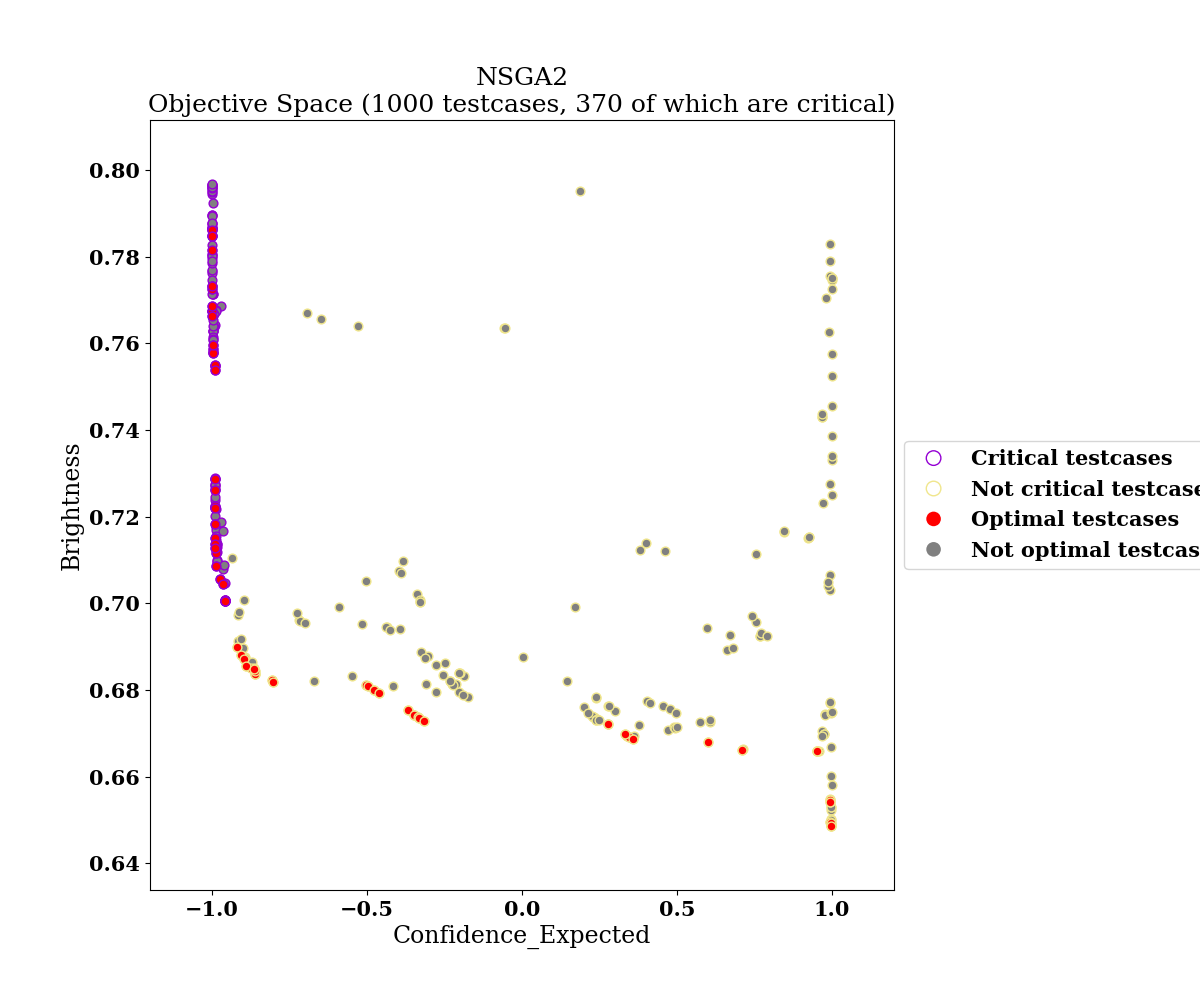 NSGA2
Objective Space (1000 testcases, 370 of which are critical)
0.80
0.78
0.76
0.74
0.72
0.70
0.68
0.66
0.64
Brightness
−1.0
−0.5
0.0
0.5
1.0
Confidence_Expected
Critical testcases
Not critical testcase
Optimal testcases
Not optimal testcas